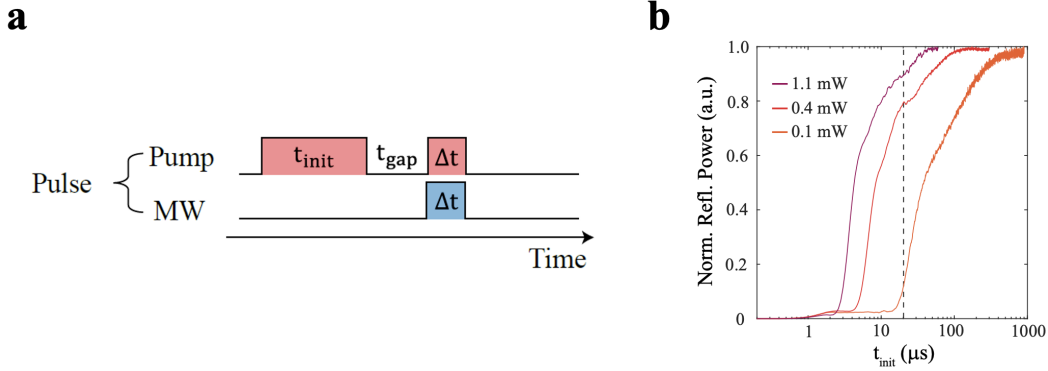 a
Pulse
Pump
t_init
t_gap
Δt
MW
Δt
Time
b
Norm. Refl. Power (a.u.)
1.0
0.8
0.6
0.4
0.2
0
1.1 mW
0.4 mW
0.1 mW
1
10
100
1000
t_init (μs)